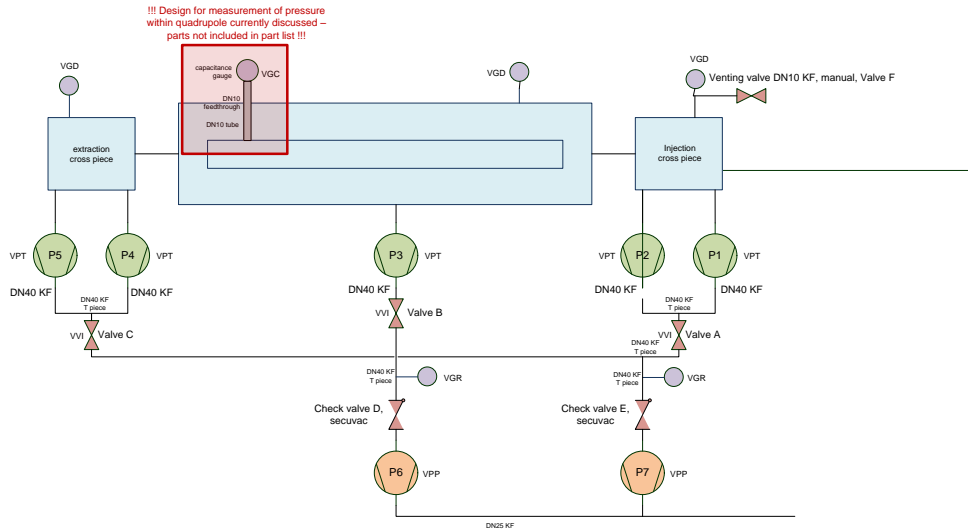 !!! Design for measurement of pressure
within quadrupole currently discussed –
parts not included in part list !!!
VGD
capacitance
gauge
VGC
DN10
feedthrough
DN10 tube
VGD
VGD
Venting valve DN10 KF, manual, Valve F
extraction
cross piece
Injection
cross piece
VPT
P5
P4
VPT
P3
VPT
VPT
P2
P1
VPT
DN40 KF
DN40 KF
DN40 KF
DN40 KF
DN40 KF
DN40 KF
T piece
DN40 KF
T piece
VVI
Valve C
VVI
Valve B
VVI
Valve A
DN40 KF
T piece
DN40 KF
T piece
VGR
DN40 KF
T piece
VGR
Check valve D,
secuvac
Check valve E,
secuvac
P6
VPP
P7
VPP
DN25 KF